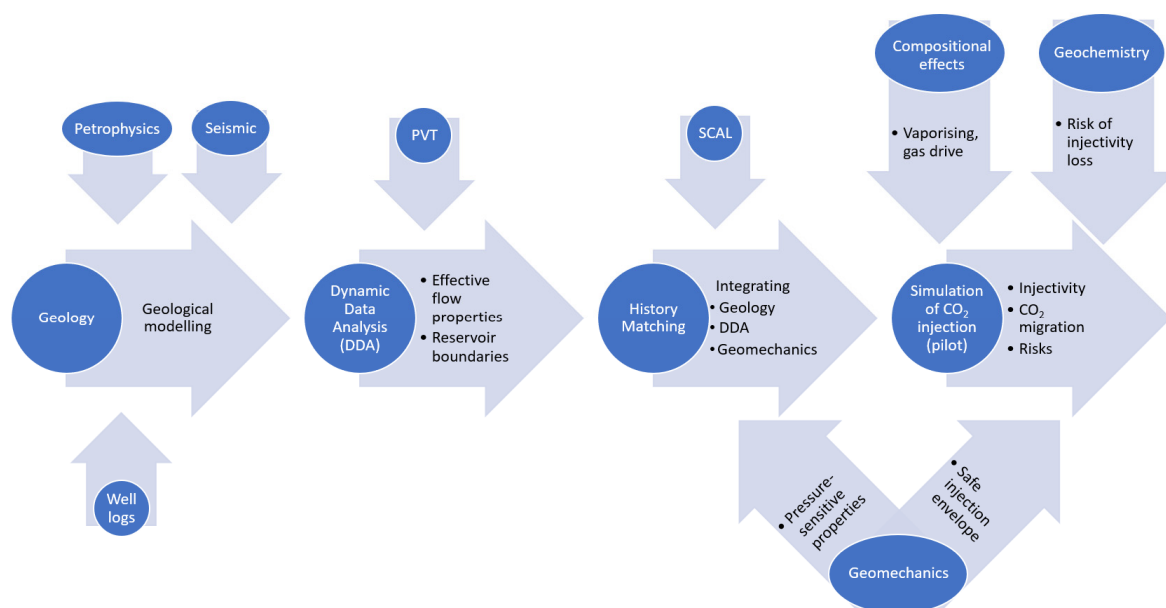 Compositional
effects
Geochemistry
Petrophysics
Seismic
PVT
SCAL
• Vaporising,
gas drive
• Risk of
injectivity
loss
Geology
Geological
modelling
Dynamic
Data
Analysis
(DDA)
• Effective
flow
properties
• Reservoir
boundaries
History
Matching
Integrating
• Geology
• DDA
• Geomechanics
Simulation
of CO₂
injection
(pilot)
• Injectivity
• CO₂
migration
• Risks
Well
logs
• Pressure-
sensitive
properties
• Safe
injection
envelope
Geomechanics